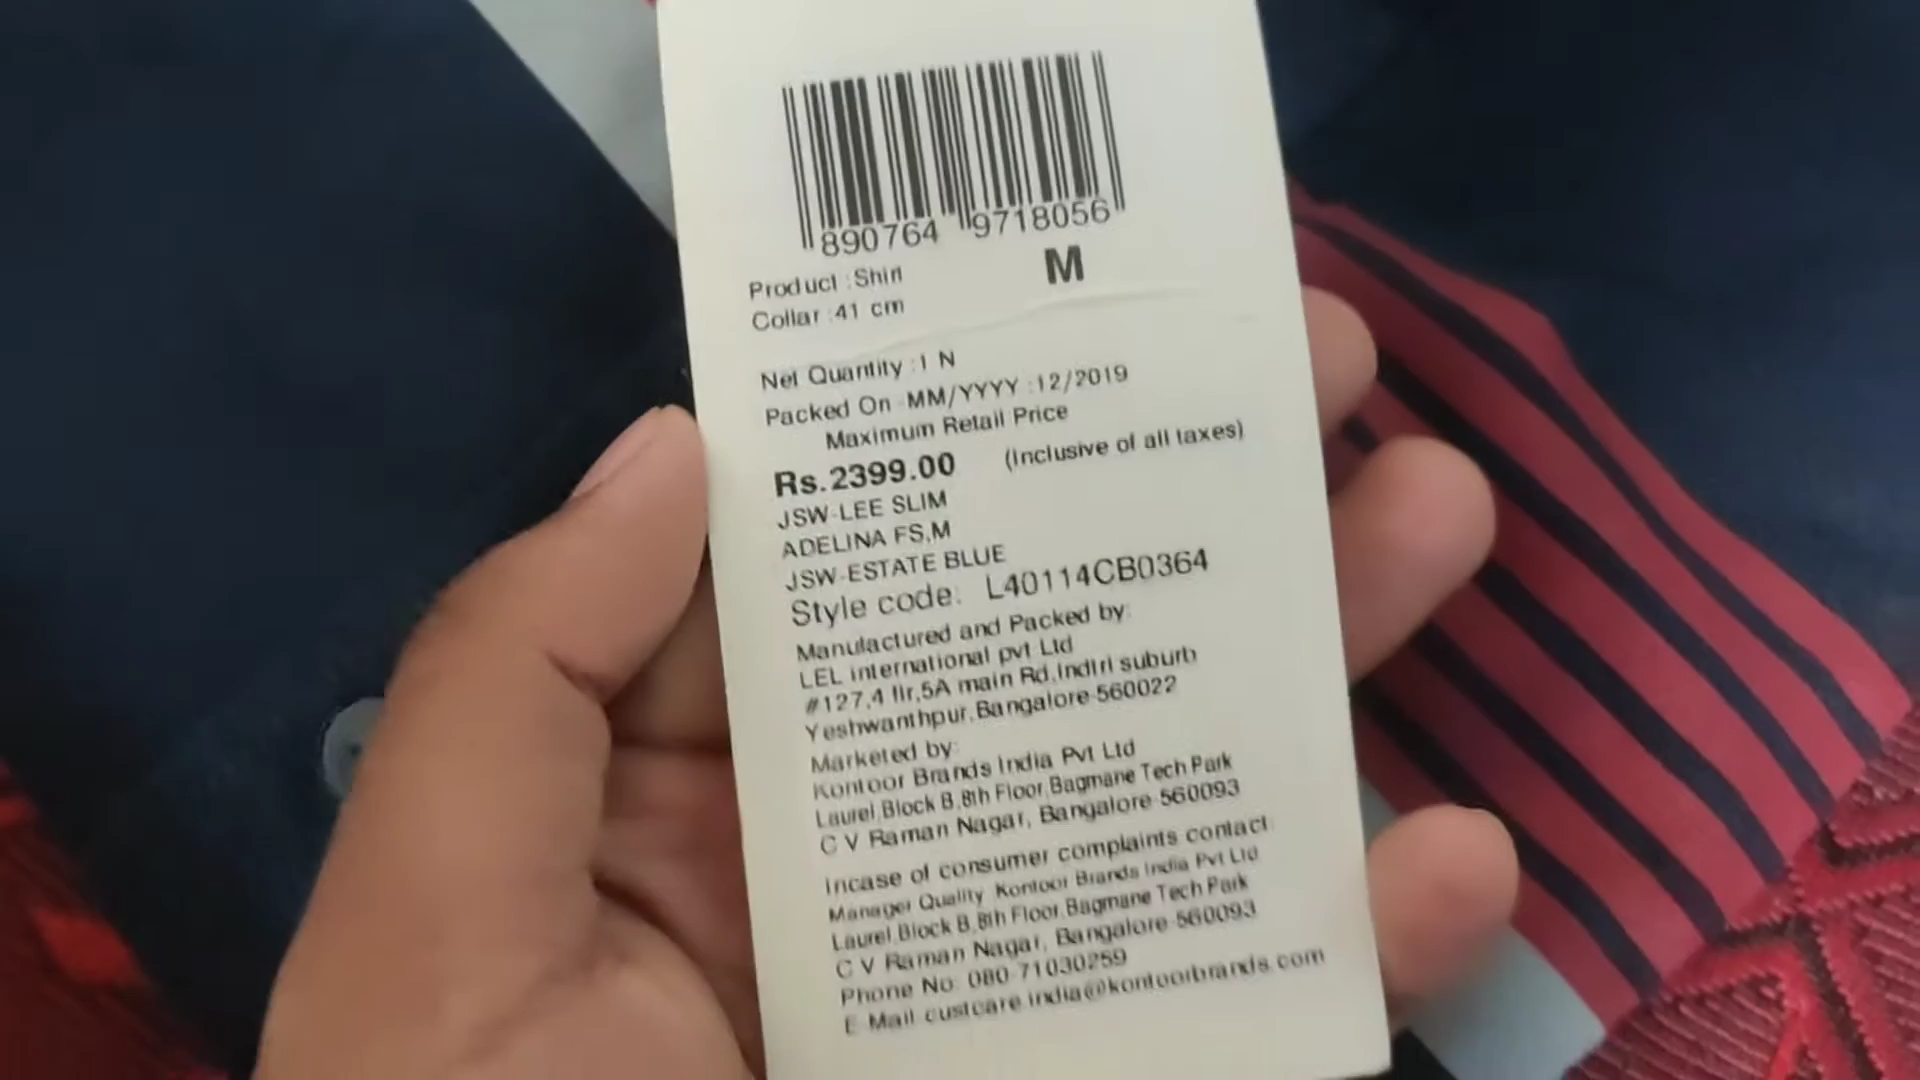 890764 9718056
Product : Shirt
M
Collar : 41 cm
Net Quantity : 1 N
Packed On MM/YYYY : 12/2019
Maximum Retail Price
Rs.2399.00 (Inclusive of all taxes)
JSW-LEE SLIM
ADELINA FS,M
JSW-ESTATE BLUE
Style code: L40114CB0364
Manufactured and Packed by:
LEL international pvt Ltd
#127,4 flr,5A main Rd,Indlrl suburb
Yeshwanthpur,Bangalore-560022
Marketed by:
Kontoor Brands India Pvt Ltd
Laurel,Block B,8th Floor,Bagmane Tech Park
C V Raman Nagar, Bangalore-560093
Incase of consumer complaints contact:
Manager Quality Kontoor Brands India Pvt Ltd
Laurel,Block B,8th Floor,Bagmane Tech Park
C V Raman Nagar, Bangalore-560093
Phone No: 080 71030259
E Mail custcare.india@kontoorbrands.com